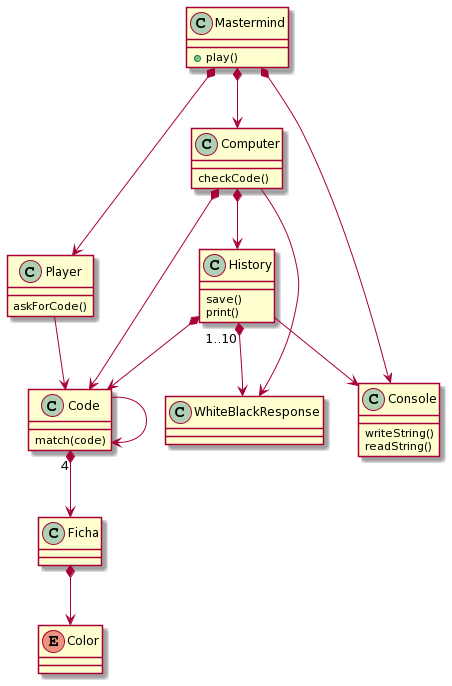 C Mastermind
play()
C Computer
checkCode()
C Player
askForCode()
C History
save()
print()
1..10
C Code
match(code)
C WhiteBlackResponse
C Console
writeString()
readString()
4
C Ficha
E Color